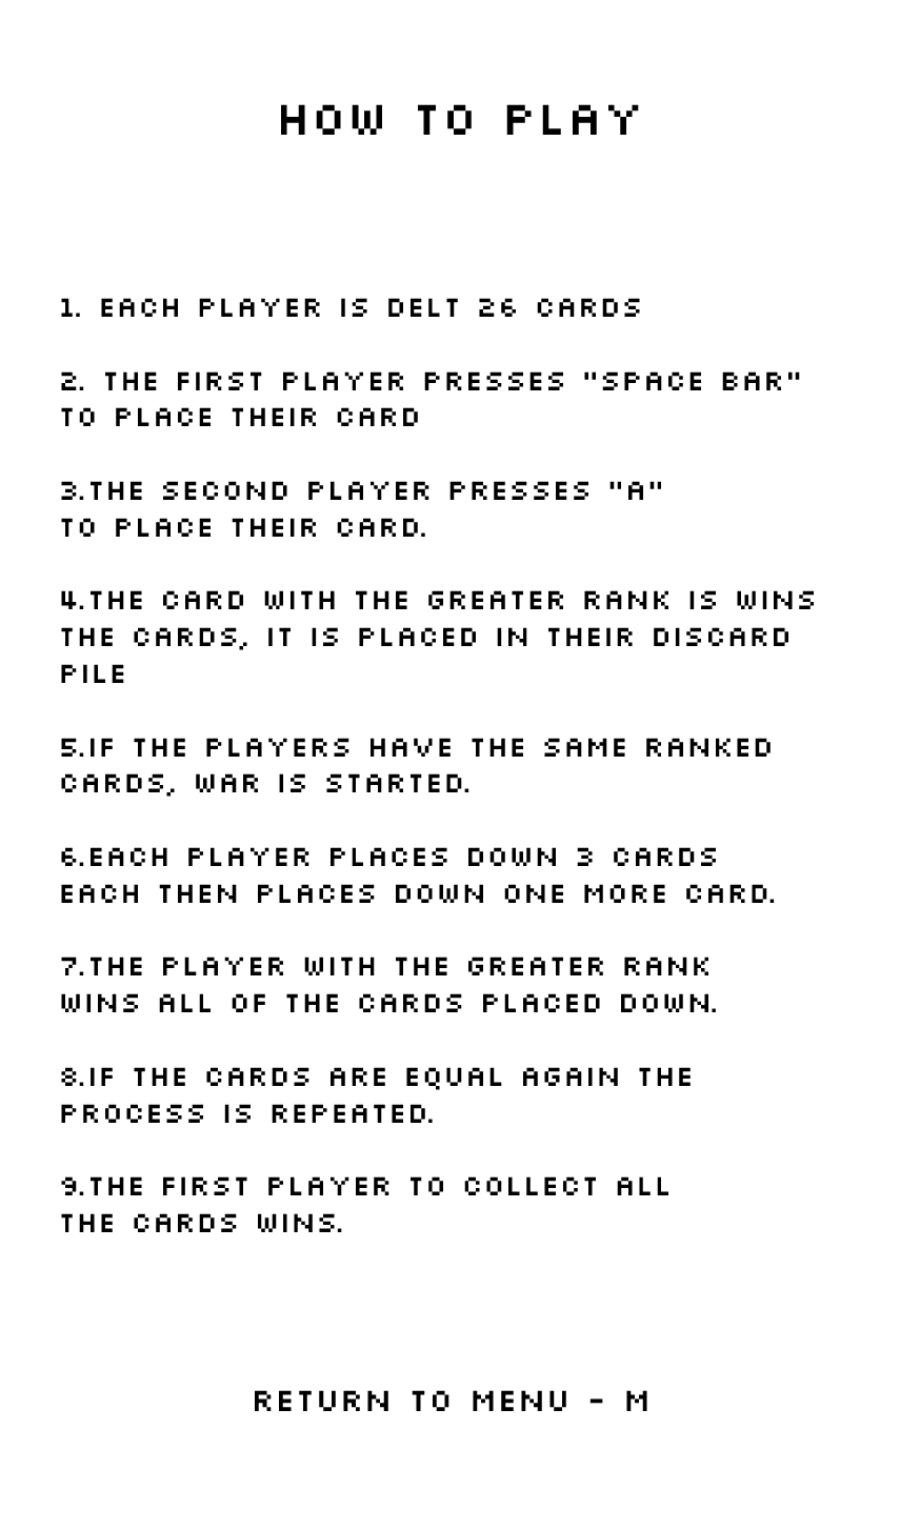 HOW TO PLAY
1. EACH PLAYER IS DELT 26 CARDS
2. THE FIRST PLAYER PRESSES "SPACE BAR"
TO PLACE THEIR CARD
3.THE SECOND PLAYER PRESSES "A"
TO PLACE THEIR CARD.
4.THE CARD WITH THE GREATER RANK IS WINS
THE CARDS, IT IS PLACED IN THEIR DISCARD
PILE
5.IF THE PLAYERS HAVE THE SAME RANKED
CARDS, WAR IS STARTED.
6.EACH PLAYER PLACES DOWN 3 CARDS
EACH THEN PLACES DOWN ONE MORE CARD.
7.THE PLAYER WITH THE GREATER RANK
WINS ALL OF THE CARDS PLACED DOWN.
8.IF THE CARDS ARE EQUAL AGAIN THE
PROCESS IS REPEATED.
9.THE FIRST PLAYER TO COLLECT ALL
THE CARDS WINS.
RETURN TO MENU - M